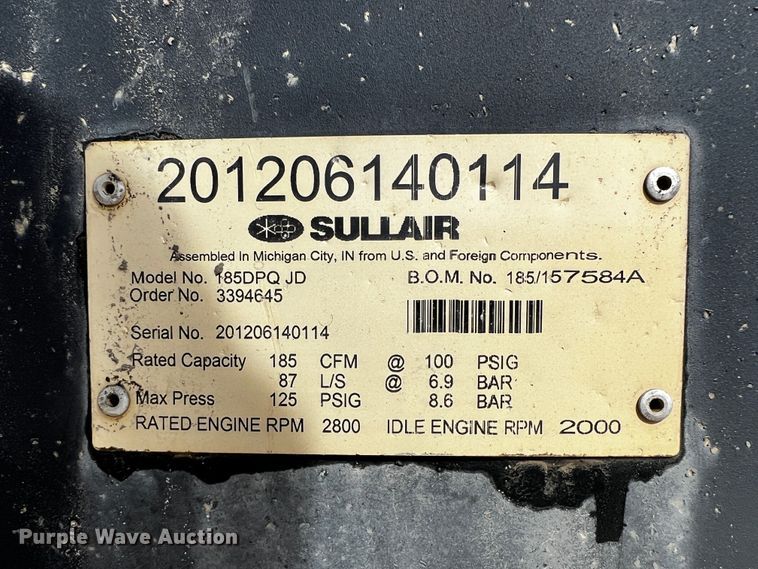 201206140114
SULLAIR
Assembled In Michigan City, IN from U.S. and Foreign Components.
Model No. 185DPQ JD B.O.M. No. 185/157584A
Order No. 3394645
Serial No. 201206140114
Rated Capacity 185 CFM @ 100 PSIG
87 L/S @ 6.9 BAR
Max Press 125 PSIG 8.6 BAR
RATED ENGINE RPM 2800 IDLE ENGINE RPM 2000
Purple Wave Auction